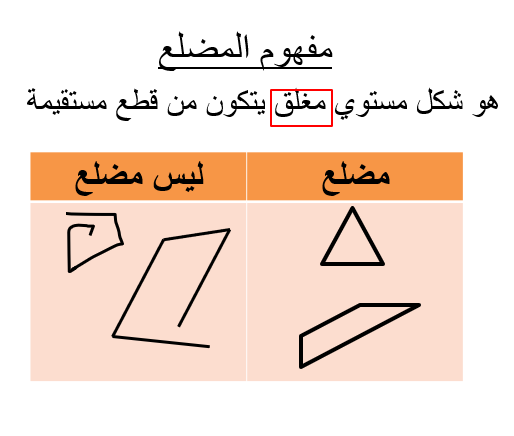 مفهوم المضلع
هو شكل مستوي مغلق يتكون من قطع مستقيمة
مضلع
ليس مضلع